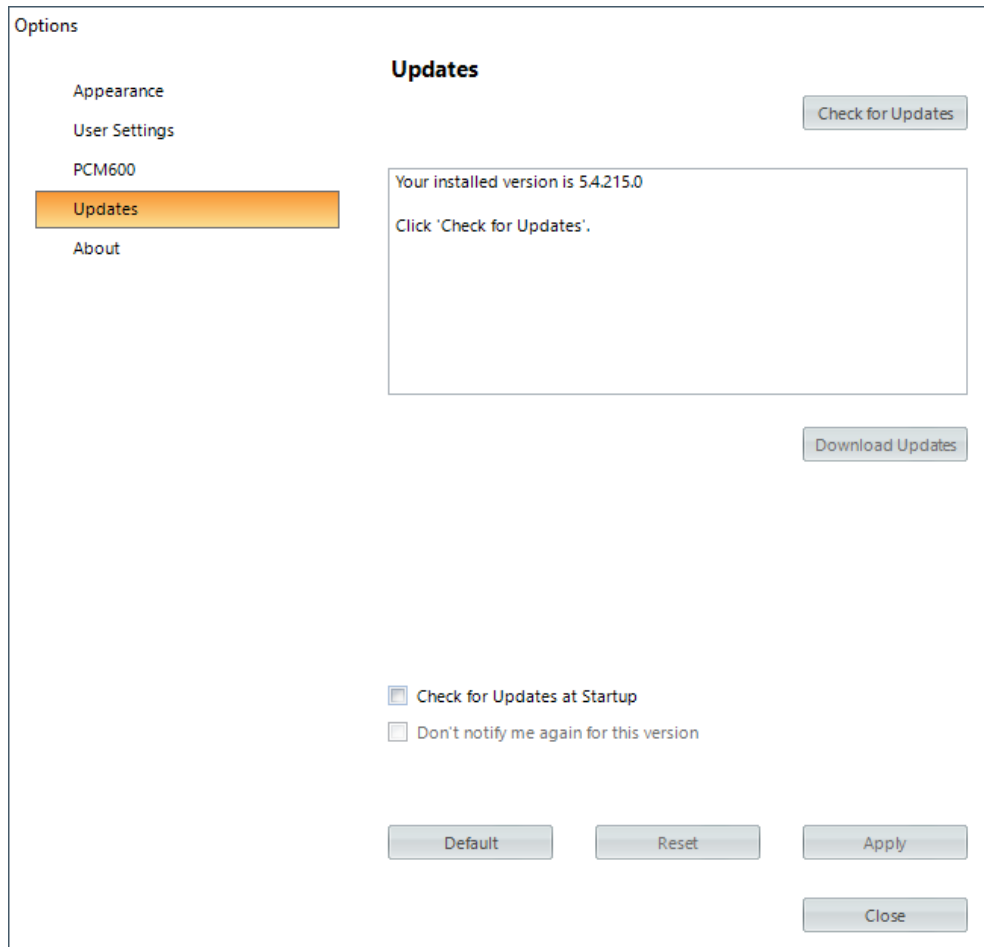 Options
Appearance
User Settings
PCM600
Updates
About
Updates
Check for Updates
Your installed version is 5.4.215.0
Click 'Check for Updates'.
Download Updates
Check for Updates at Startup
Don't notify me again for this version
Default
Reset
Apply
Close